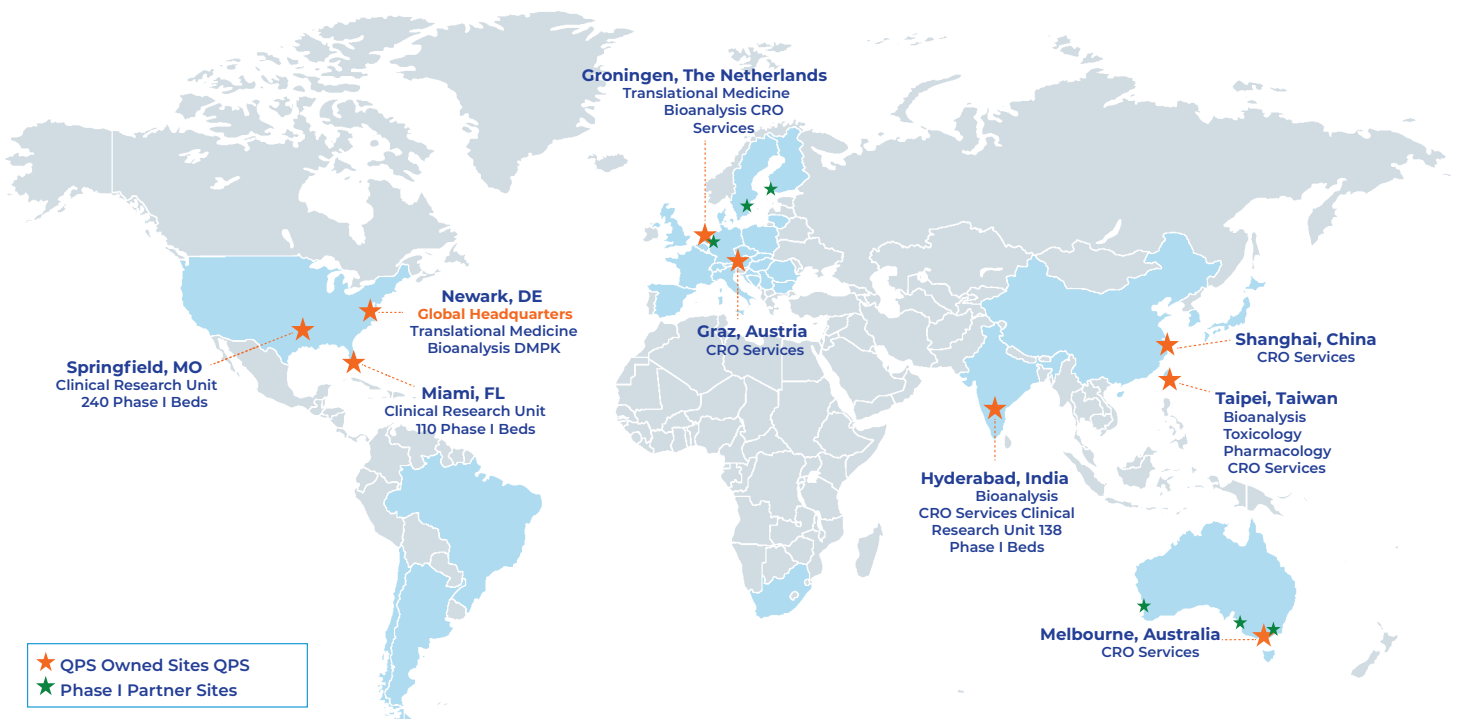 Groningen, The Netherlands
Translational Medicine
Bioanalysis CRO
Services
Newark, DE
Global Headquarters
Translational Medicine
Bioanalysis DMPK
Springfield, MO
Clinical Research Unit
240 Phase I Beds
Miami, FL
Clinical Research Unit
110 Phase I Beds
Graz, Austria
CRO Services
Shanghai, China
CRO Services
Taipei, Taiwan
Bioanalysis
Toxicology
Pharmacology
CRO Services
Hyderabad, India
Bioanalysis
CRO Services Clinical
Research Unit 138
Phase I Beds
Melbourne, Australia
CRO Services
QPS Owned Sites QPS
Phase I Partner Sites